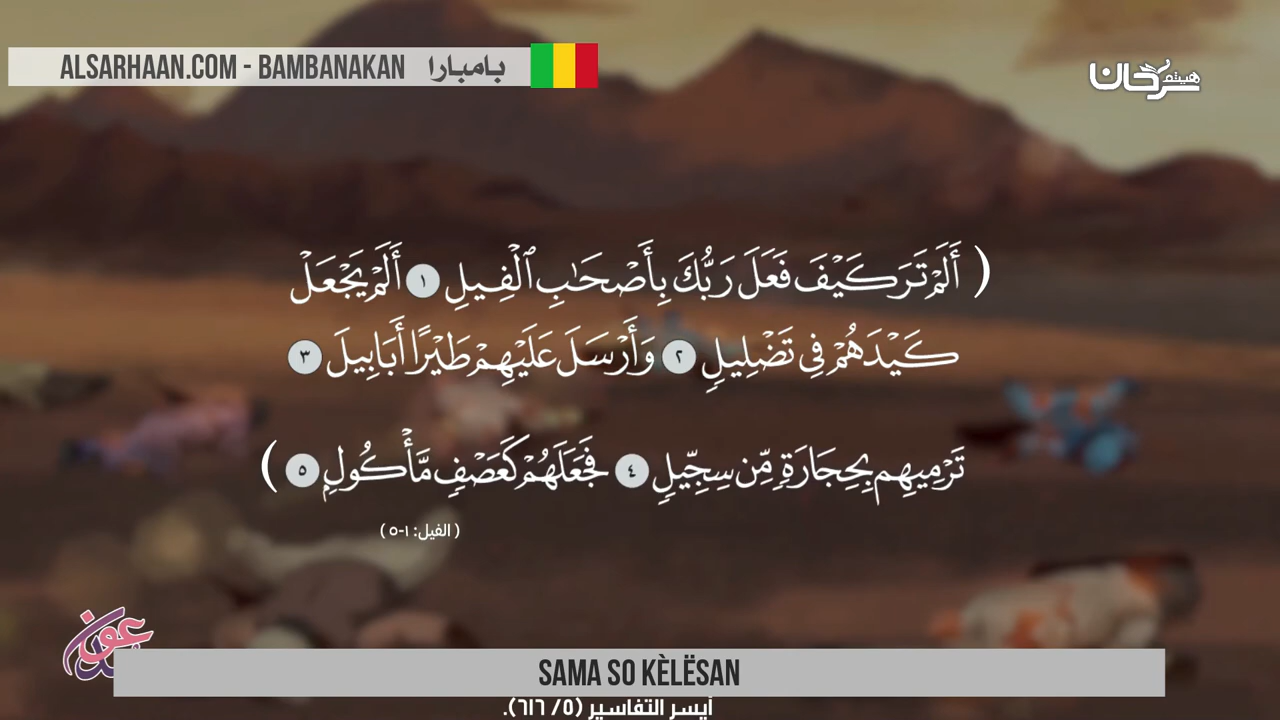 ALSARHAAN.COM - BAMBANAKAN بامبارا
هيثم سرحان
( أَلَمْ تَرَ كَيْفَ فَعَلَ رَبُّكَ بِأَصْحَٰبِ ٱلْفِيلِ ١ أَلَمْ يَجْعَلْ
كَيْدَهُمْ فِى تَضْلِيلٍ ٢ وَأَرْسَلَ عَلَيْهِمْ طَيْرًا أَبَابِيلَ ٣
تَرْمِيهِم بِحِجَارَةٍ مِّن سِجِّيلٍ ٤ فَجَعَلَهُمْ كَعَصْفٍ مَّأْكُولٍ ٥ )
( الفيل: ١-٥ )
عون
SAMA SO KÈLËSAN
أيسر التفاسير (٥/ ٦١٦).